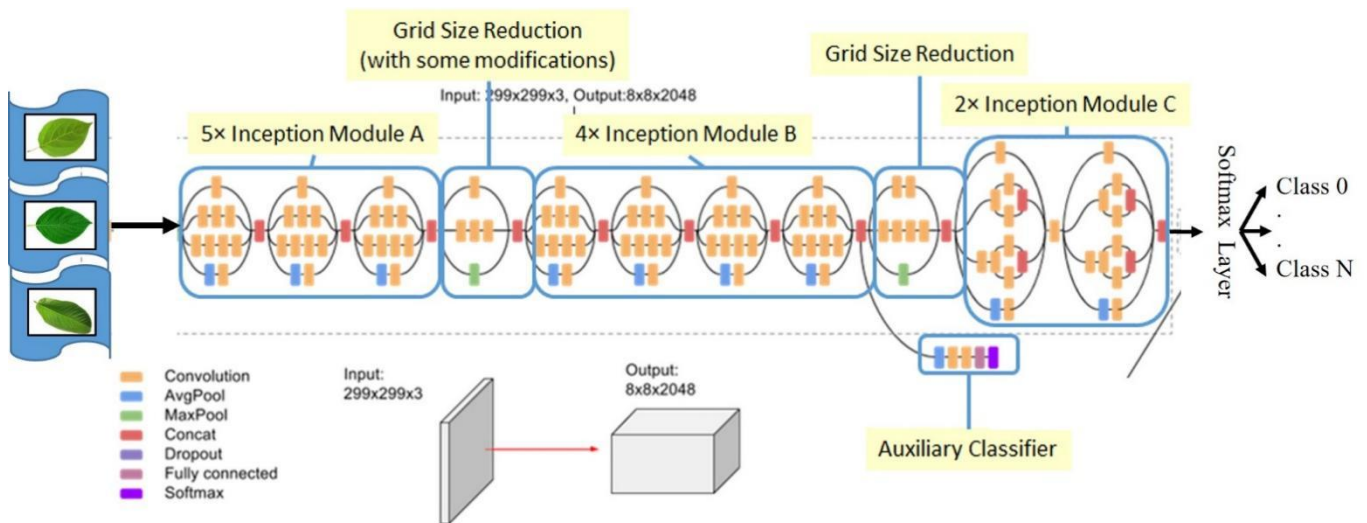 Grid Size Reduction
(with some modifications)
Grid Size Reduction
Input: 299x299x3, Output:8x8x2048
5× Inception Module A
4× Inception Module B
2× Inception Module C
Softmax Layer
Class 0
.
.
Class N
Convolution
AvgPool
MaxPool
Concat
Dropout
Fully connected
Softmax
Input:
299x299x3
Output:
8x8x2048
Auxiliary Classifier